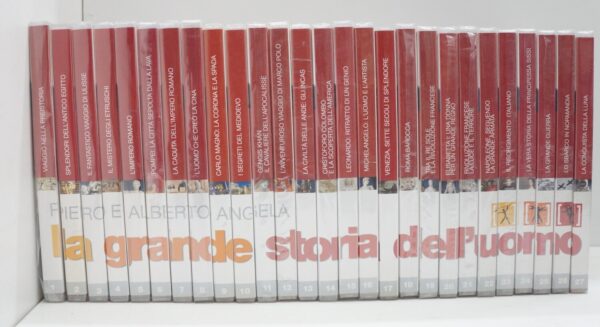 VIAGGIO NELLA PREISTORIA
SPLENDORI DELL'ANTICO EGITTO
IL FANTASTICO VIAGGIO DI ULISSE
IL MISTERO DEGLI ETRUSCHI
L'IMPERO ROMANO
POMPEI: LA CITTÀ SEPOLTA DALLA LAVA
LA CADUTA DELL'IMPERO ROMANO
L'UOMO CHE CREÒ LA CINA
CARLO MAGNO: LA CORONA E LA SPADA
I SEGRETI DEL MEDIOEVO
GENGIS KHAN
IL CAVALIERE DELL'APOCALISSE
L'AVVENTUROSO VIAGGIO DI MARCO POLO
LA CIVILTÀ DELLE ANDE: GLI INCAS
CRISTOFORO COLOMBO
E LA SCOPERTA DELL'AMERICA
LEONARDO: RITRATTO DI UN GENIO
MICHELANGELO: L'UOMO E L'ARTISTA
VENEZIA, SETTE SECOLI DI SPLENDORE
ROMA BAROCCA
E LA RIVOLUZIONE FRANCESE
ELISABETTA I: UNA DONNA
PER UN GRANDE REGNO
NAPOLEONE, SEGUENDO
LA GRANDE ARMATA
IL RISORGIMENTO ITALIANO
LA VERA STORIA DELLA PRINCIPESSA SISSI
LA GRANDE GUERRA
LO SBARCO IN NORMANDIA
LA CONQUISTA DELLA LUNA
PIERO E ALBERTO ANGELA
la grande storia dell'uomo
1 2 3 4 5 6 7 8 9 10 11 12 13 14 15 16 17 18 19 20 21 22 23 24 25 26 27